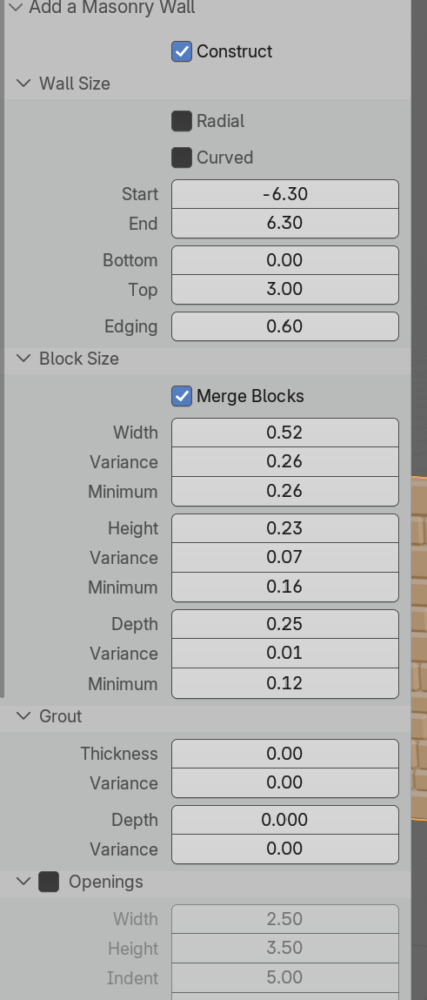 Add a Masonry Wall
Construct
Wall Size
Radial
Curved
Start -6.30
End 6.30
Bottom 0.00
Top 3.00
Edging 0.60
Block Size
Merge Blocks
Width 0.52
Variance 0.26
Minimum 0.26
Height 0.23
Variance 0.07
Minimum 0.16
Depth 0.25
Variance 0.01
Minimum 0.12
Grout
Thickness 0.00
Variance 0.00
Depth 0.000
Variance 0.00
Openings
Width 2.50
Height 3.50
Indent 5.00